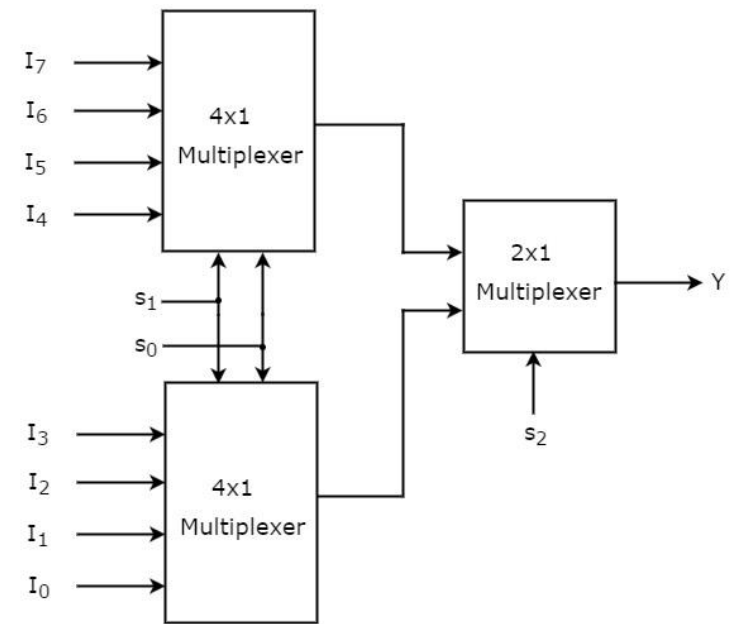 I₇
I₆
I₅
I₄
4x1
Multiplexer
s₁
s₀
I₃
I₂
I₁
I₀
4x1
Multiplexer
2x1
Multiplexer
s₂
Y